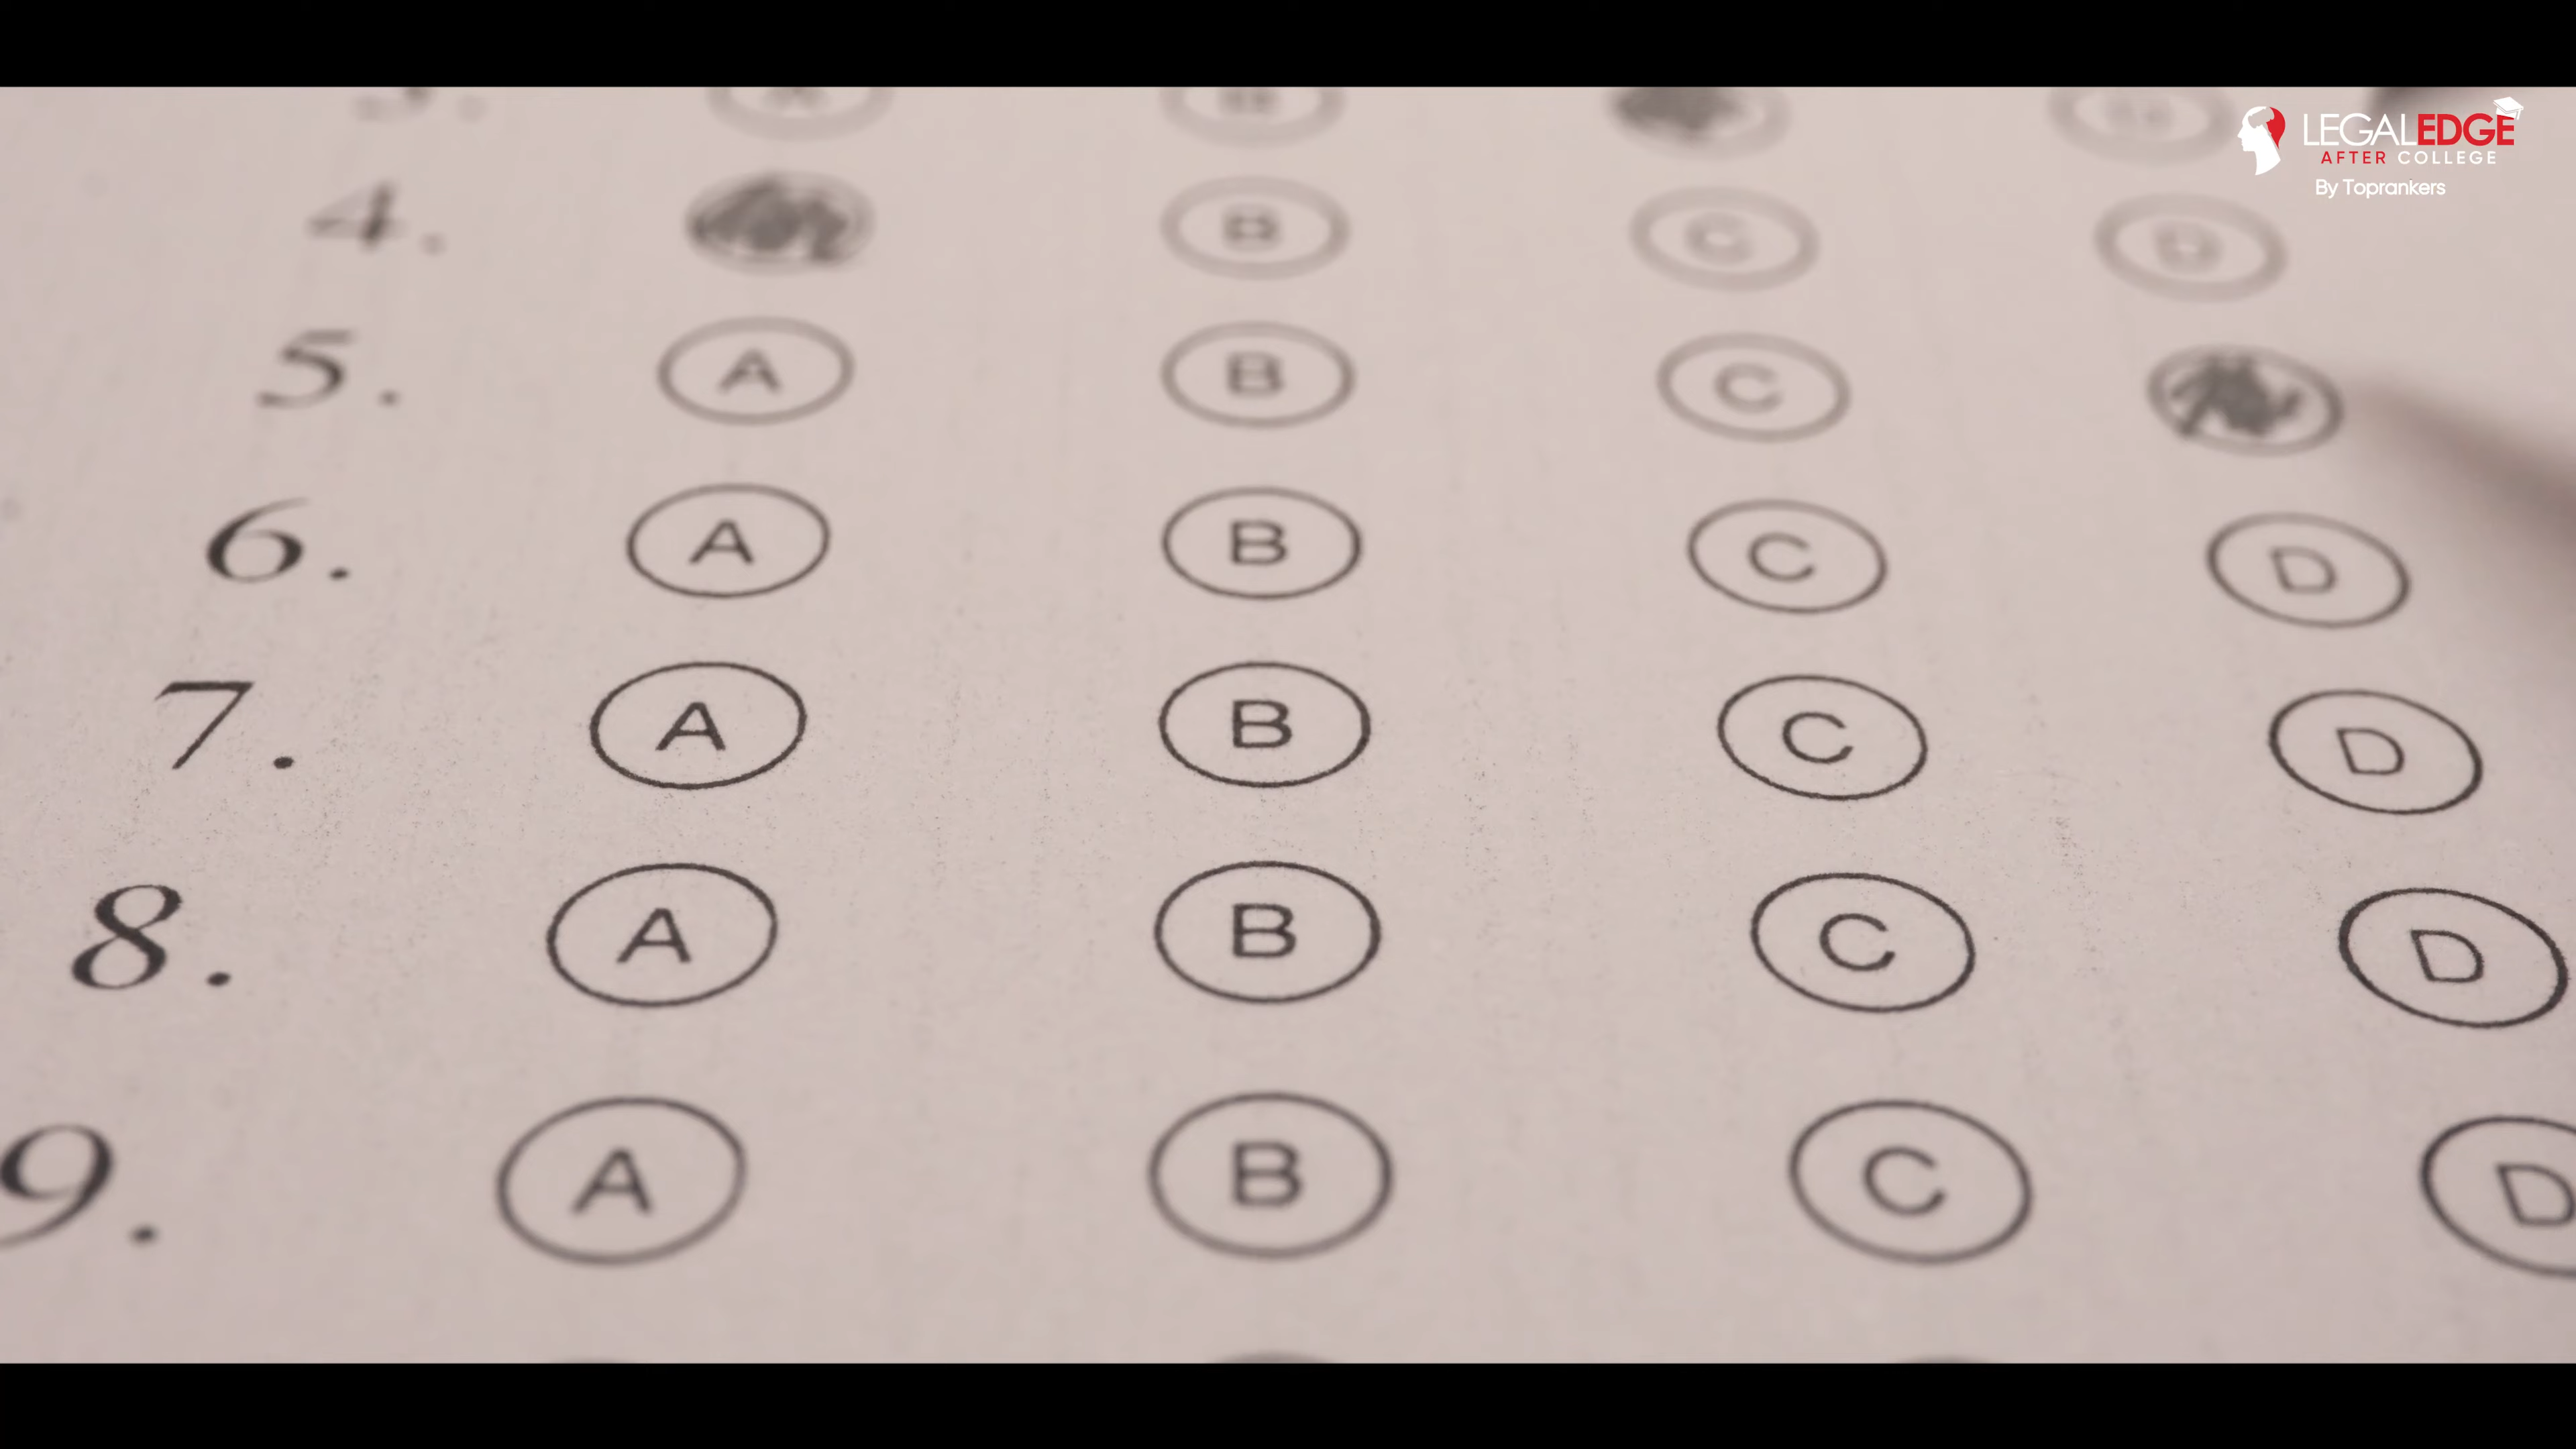 LEGALEDGE
AFTER COLLEGE
By Toprankers
4. B C D
5. A B C
6. A B C D
7. A B C D
8. A B C D
9. A B C D